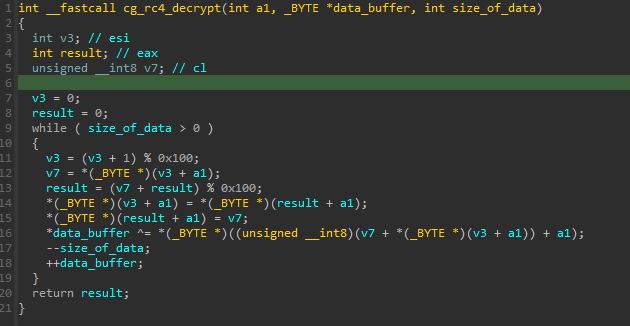 1 int __fastcall cg_rc4_decrypt(int a1, _BYTE *data_buffer, int size_of_data)
2 {
3 int v3; // esi
4 int result; // eax
5 unsigned __int8 v7; // cl
6
7 v3 = 0;
8 result = 0;
9 while ( size_of_data > 0 )
10 {
11 v3 = (v3 + 1) % 0x100;
12 v7 = *(_BYTE *)(v3 + a1);
13 result = (v7 + result) % 0x100;
14 *(_BYTE *)(v3 + a1) = *(_BYTE *)(result + a1);
15 *(_BYTE *)(result + a1) = v7;
16 *data_buffer ^= *(_BYTE *)((unsigned __int8)(v7 + *(_BYTE *)(v3 + a1)) + a1);
17 --size_of_data;
18 ++data_buffer;
19 }
20 return result;
21 }